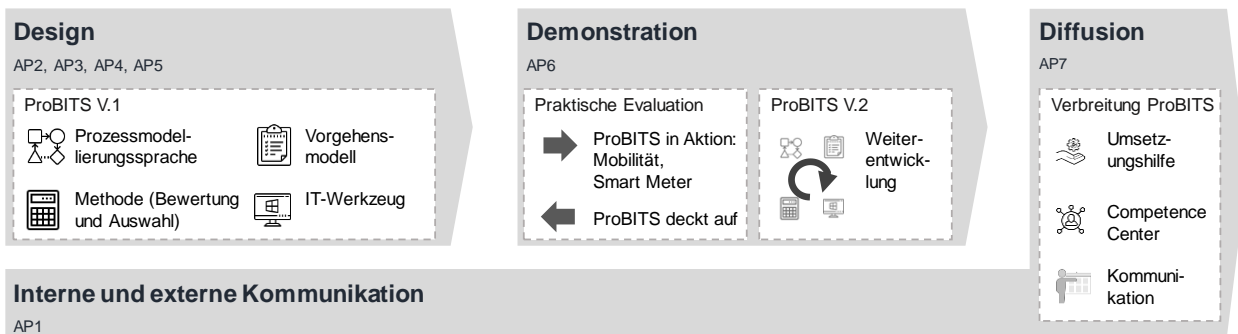 Design
AP2, AP3, AP4, AP5
ProBITS V.1
Prozessmodel-
lierungssprache
Vorgehens-
modell
Methode (Bewertung
und Auswahl)
IT-Werkzeug
Demonstration
AP6
Praktische Evaluation
ProBITS in Aktion:
Mobilität,
Smart Meter
ProBITS deckt auf
ProBITS V.2
Weiter-
entwick-
lung
Diffusion
AP7
Verbreitung ProBITS
Umsetz-
ungshilfe
Competence
Center
Kommuni-
kation
Interne und externe Kommunikation
AP1